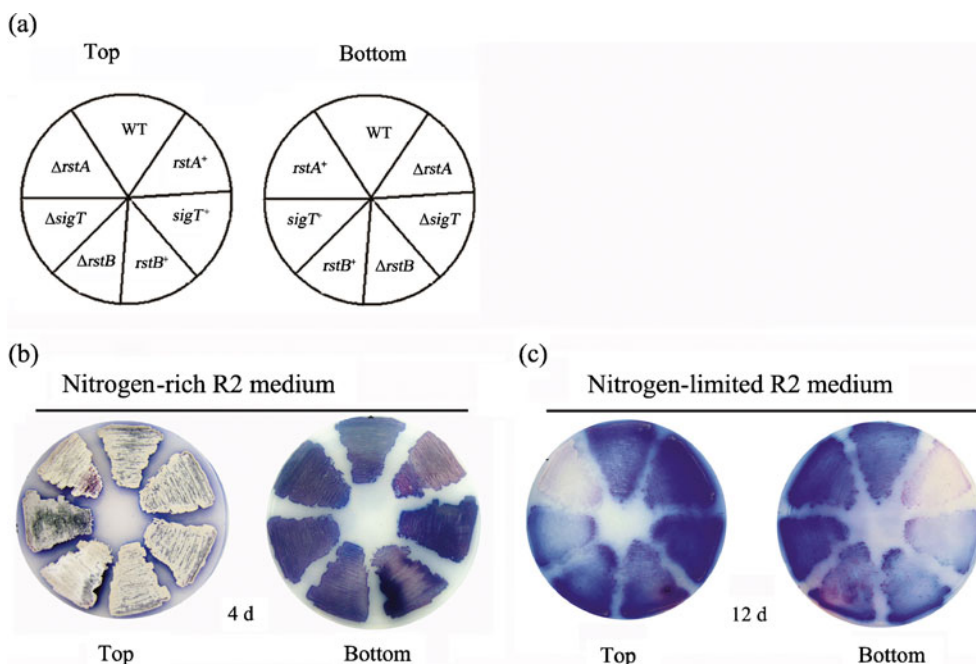 (a)
Top
Bottom
WT
rstA⁺
sigT⁺
rstB⁺
ΔrstB
ΔsigT
ΔrstA
WT
ΔrstA
ΔsigT
ΔrstB
rstB⁺
sigT⁺
rstA⁺
(b)
Nitrogen-rich R2 medium
4 d
Top
Bottom
(c)
Nitrogen-limited R2 medium
12 d
Top
Bottom